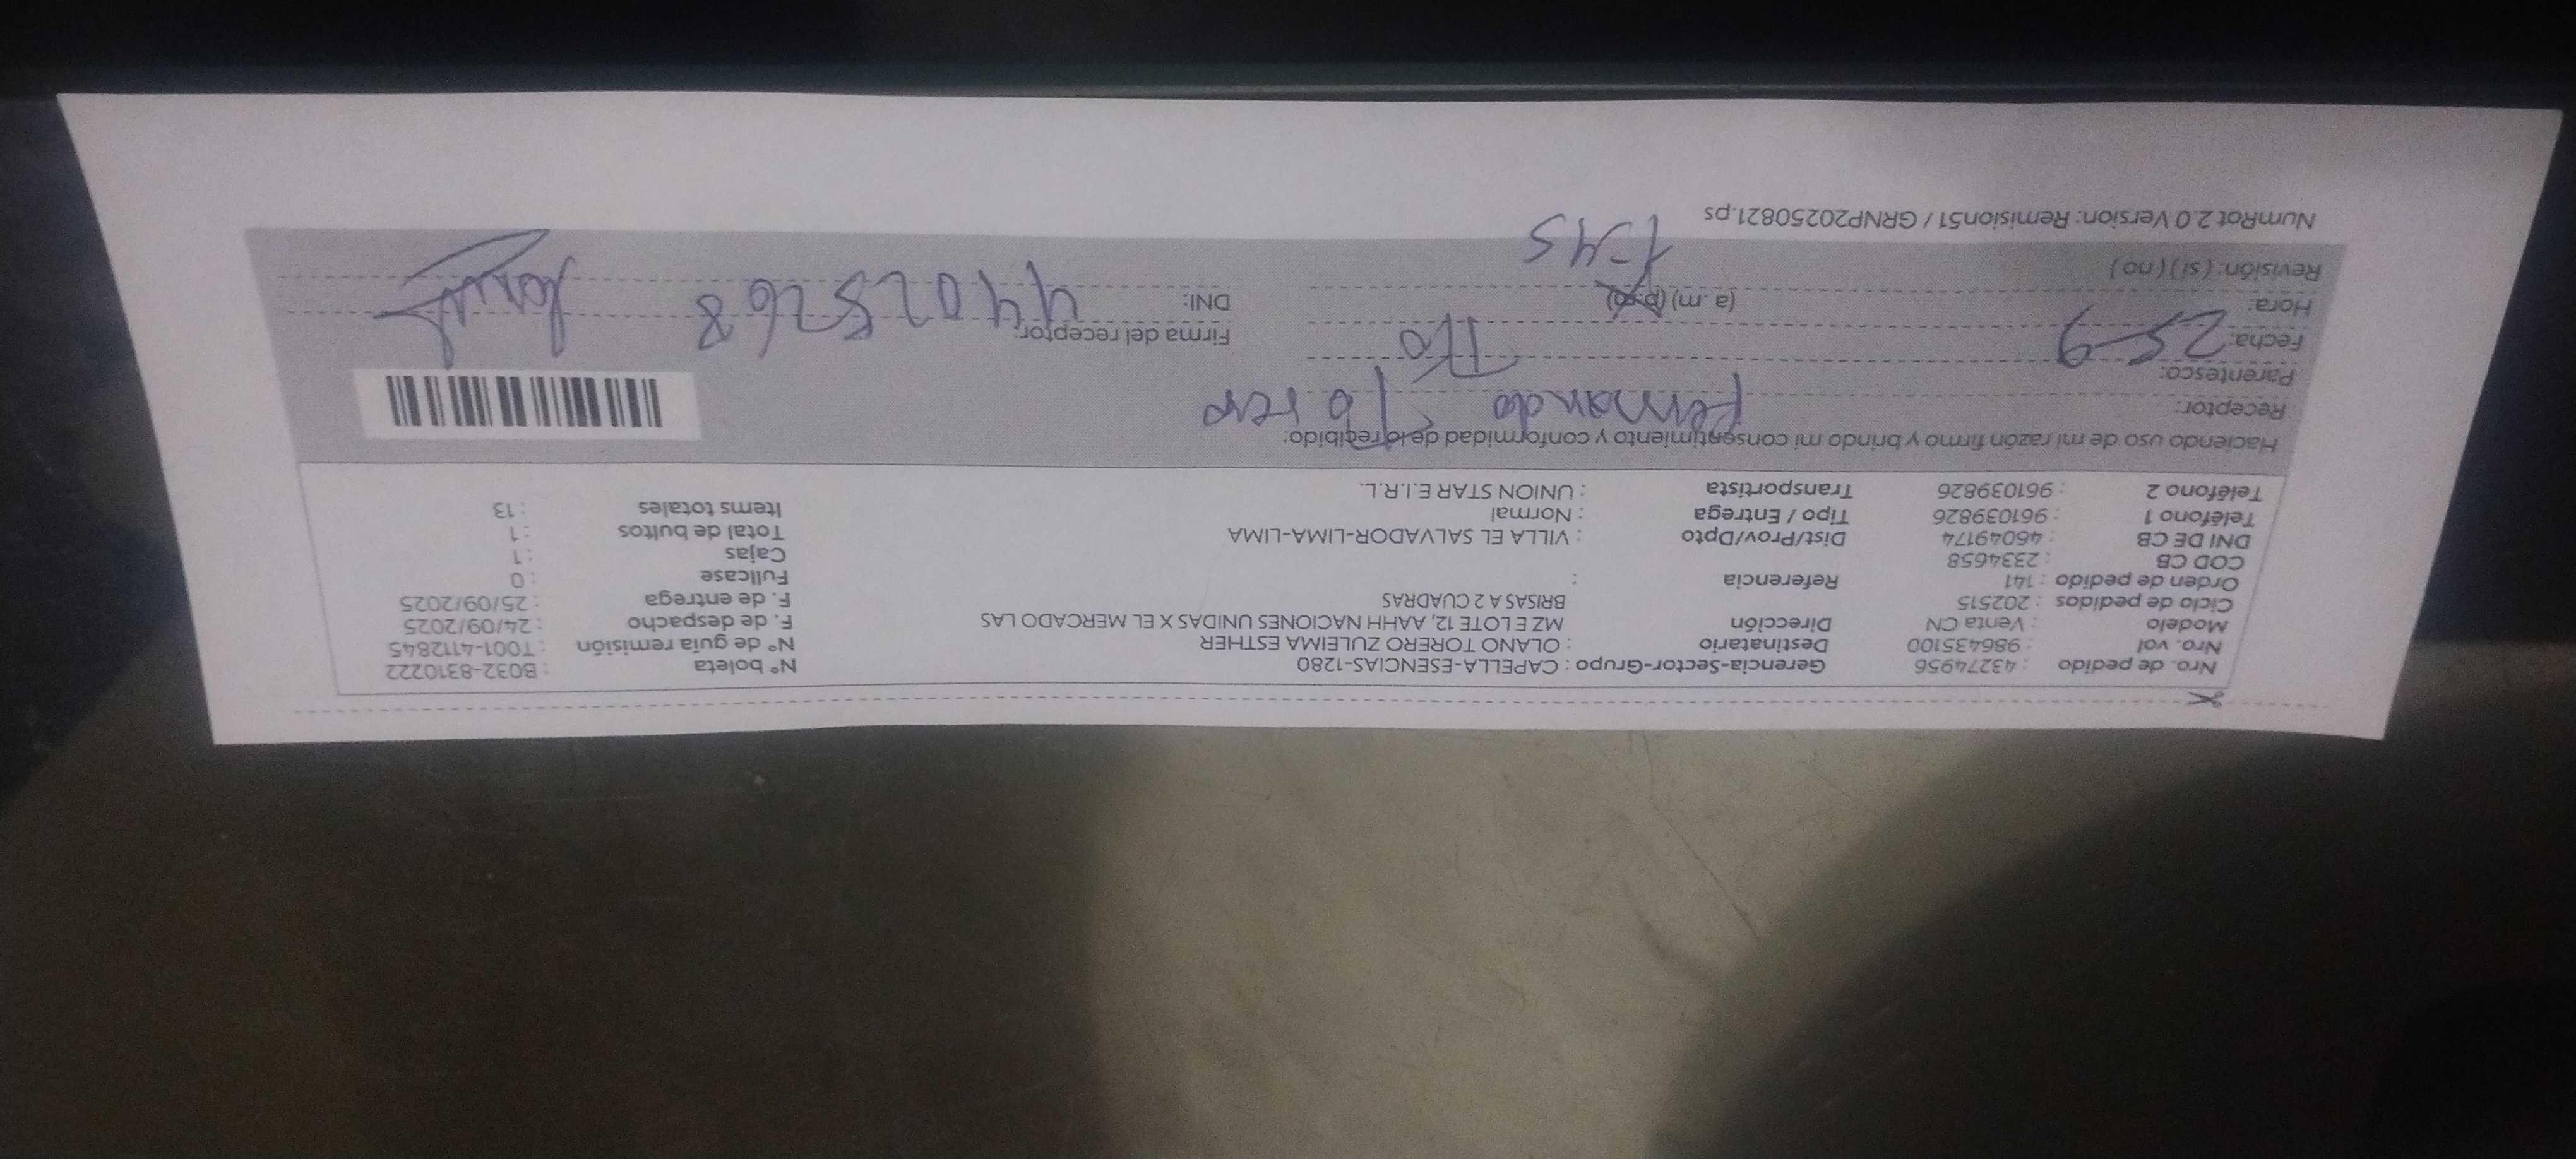 Nro. de pedido : 43274956 Gerencia-Sector-Grupo : CAPELLA-ESENCIAS-1280 N° boleta : B032-8310222
Nro. vol : 986435100 Destinatario : OLANO TORERO ZULEIMA ESTHER N° de guía remisión : T001-4112845
Modelo : Venta CN Dirección MZ E LOTE 12, AAHH NACIONES UNIDAS X EL MERCADO LAS F. de despacho : 24/09/2025
Ciclo de pedidos : 202515 BRISAS A 2 CUADRAS F. de entrega : 25/09/2025
Orden de pedido : 141 Referencia : Fullcase : 0
COD CB : 2334658 Cajas : 1
DNI DE CB : 46049174 Dist/Prov/Dpto : VILLA EL SALVADOR-LIMA-LIMA Total de bultos : 1
Teléfono 1 : 961039826 Tipo / Entrega : Normal Items totales : 13
Teléfono 2 : 961039826 Transportista : UNION STAR E.I.R.L.
Haciendo uso de mi razón firmo y brindo mi consentimiento y conformidad de lo recibido:
Receptor: Fernando Torero
Parentesco: Tío
Fecha: 25-9 Firma del receptor:
Hora: (a .m) (p.m) DNI: 44025268
Revisión: ( si ) ( no ) 1-45
NumRot 2.0 Version: Remision51 / GRNP20250821.ps